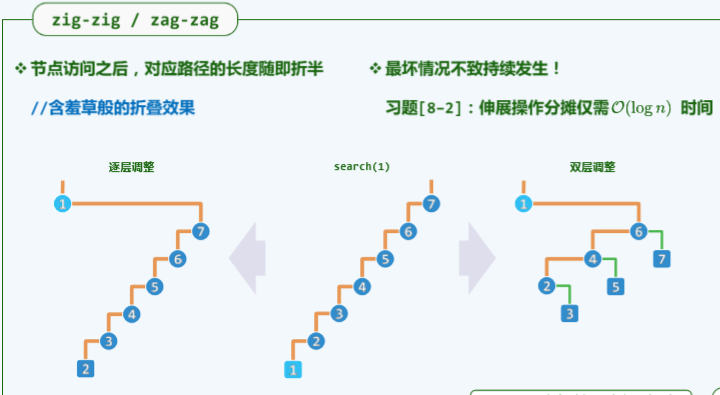 zig-zig / zag-zag
❖ 节点访问之后，对应路径的长度随即折半
//含羞草般的折叠效果
❖ 最坏情况不致持续发生！
习题[8-2]：伸展操作分摊仅需O(log n) 时间
逐层调整
1
7
6
5
4
3
2
search(1)
7
6
5
4
3
2
1
双层调整
1
6
4
7
2
5
3